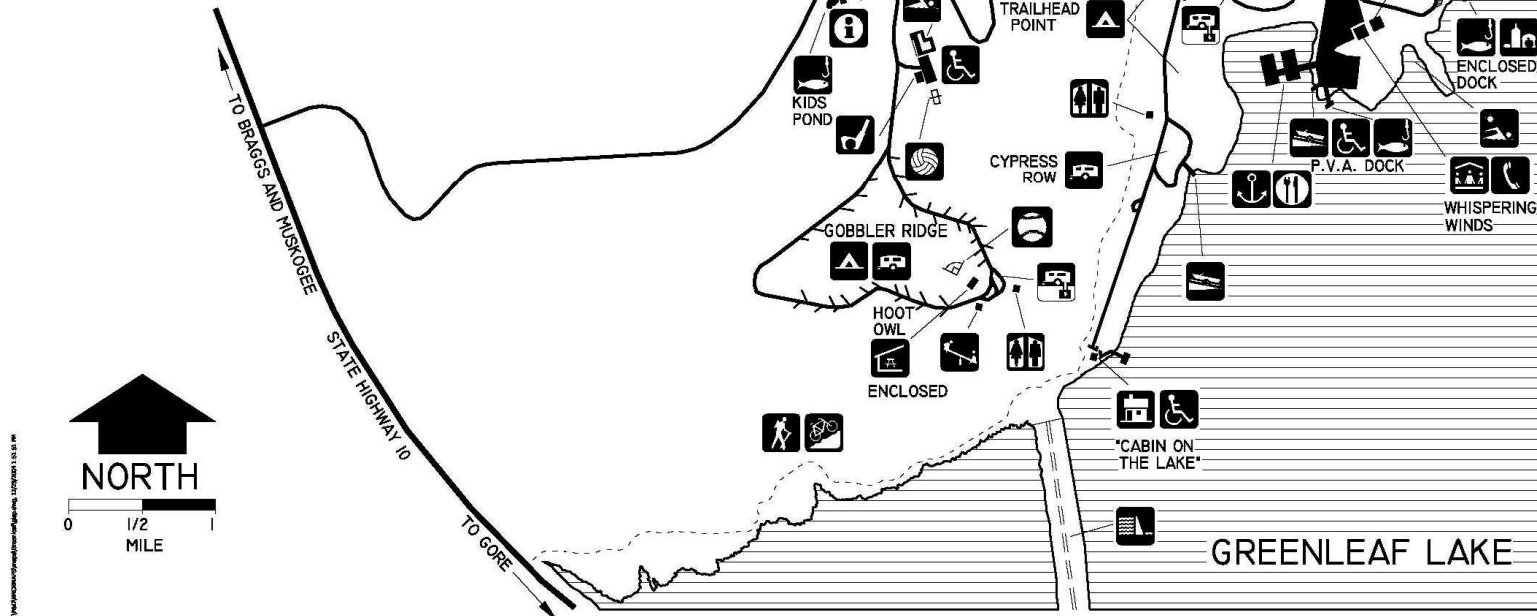 TRAILHEAD
POINT
ENCLOSED
DOCK
KIDS
POND
TO BRAGGS AND MUSKOGEE
CYPRESS
ROW
P.V.A. DOCK
WHISPERING
WINDS
GOBBLER RIDGE
HOOT
OWL
ENCLOSED
STATE HIGHWAY 10
"CABIN ON
THE LAKE"
NORTH
0 1/2 1
MILE
TO GORE
GREENLEAF LAKE